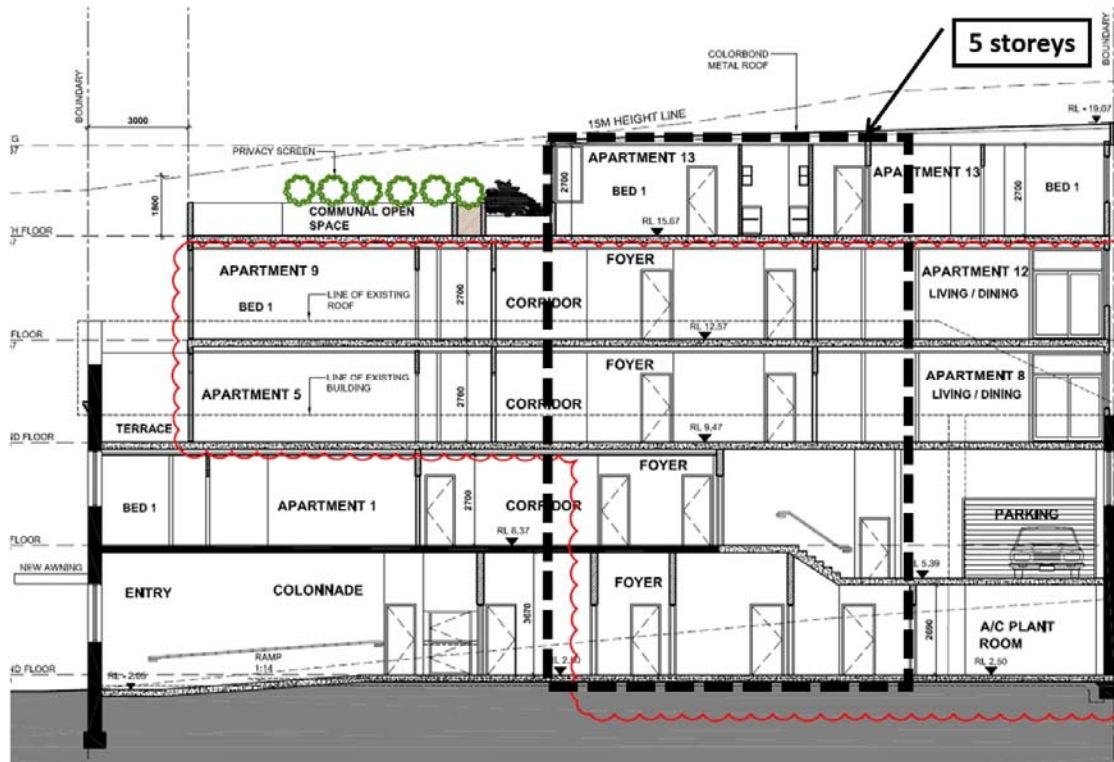 5 storeys
BOUNDARY
BOUNDARY
COLORBOND
METAL ROOF
3000
15M HEIGHT LINE
RL - 19,07
PRIVACY SCREEN
1800
COMMUNAL OPEN
SPACE
2700
APARTMENT 13
BED 1
RL 15,67
APARTMENT 13
2700
BED 1
FLOOR
APARTMENT 9
BED 1
LINE OF EXISTING
ROOF
2700
CORRIDOR
FOYER
RL 12,57
APARTMENT 12
LIVING / DINING
FLOOR
APARTMENT 5
LINE OF EXISTING
BUILDING
2700
CORRIDOR
FOYER
RL 9,47
APARTMENT 8
LIVING / DINING
TERRACE
FLOOR
BED 1
APARTMENT 1
2700
CORRIDOR
RL 6,37
FOYER
PARKING
FLOOR
NEW AWNING
5,39
ENTRY
COLONNADE
3670
FOYER
2690
A/C PLANT
ROOM
RL 2,50
RAMP
1:14
FLOOR